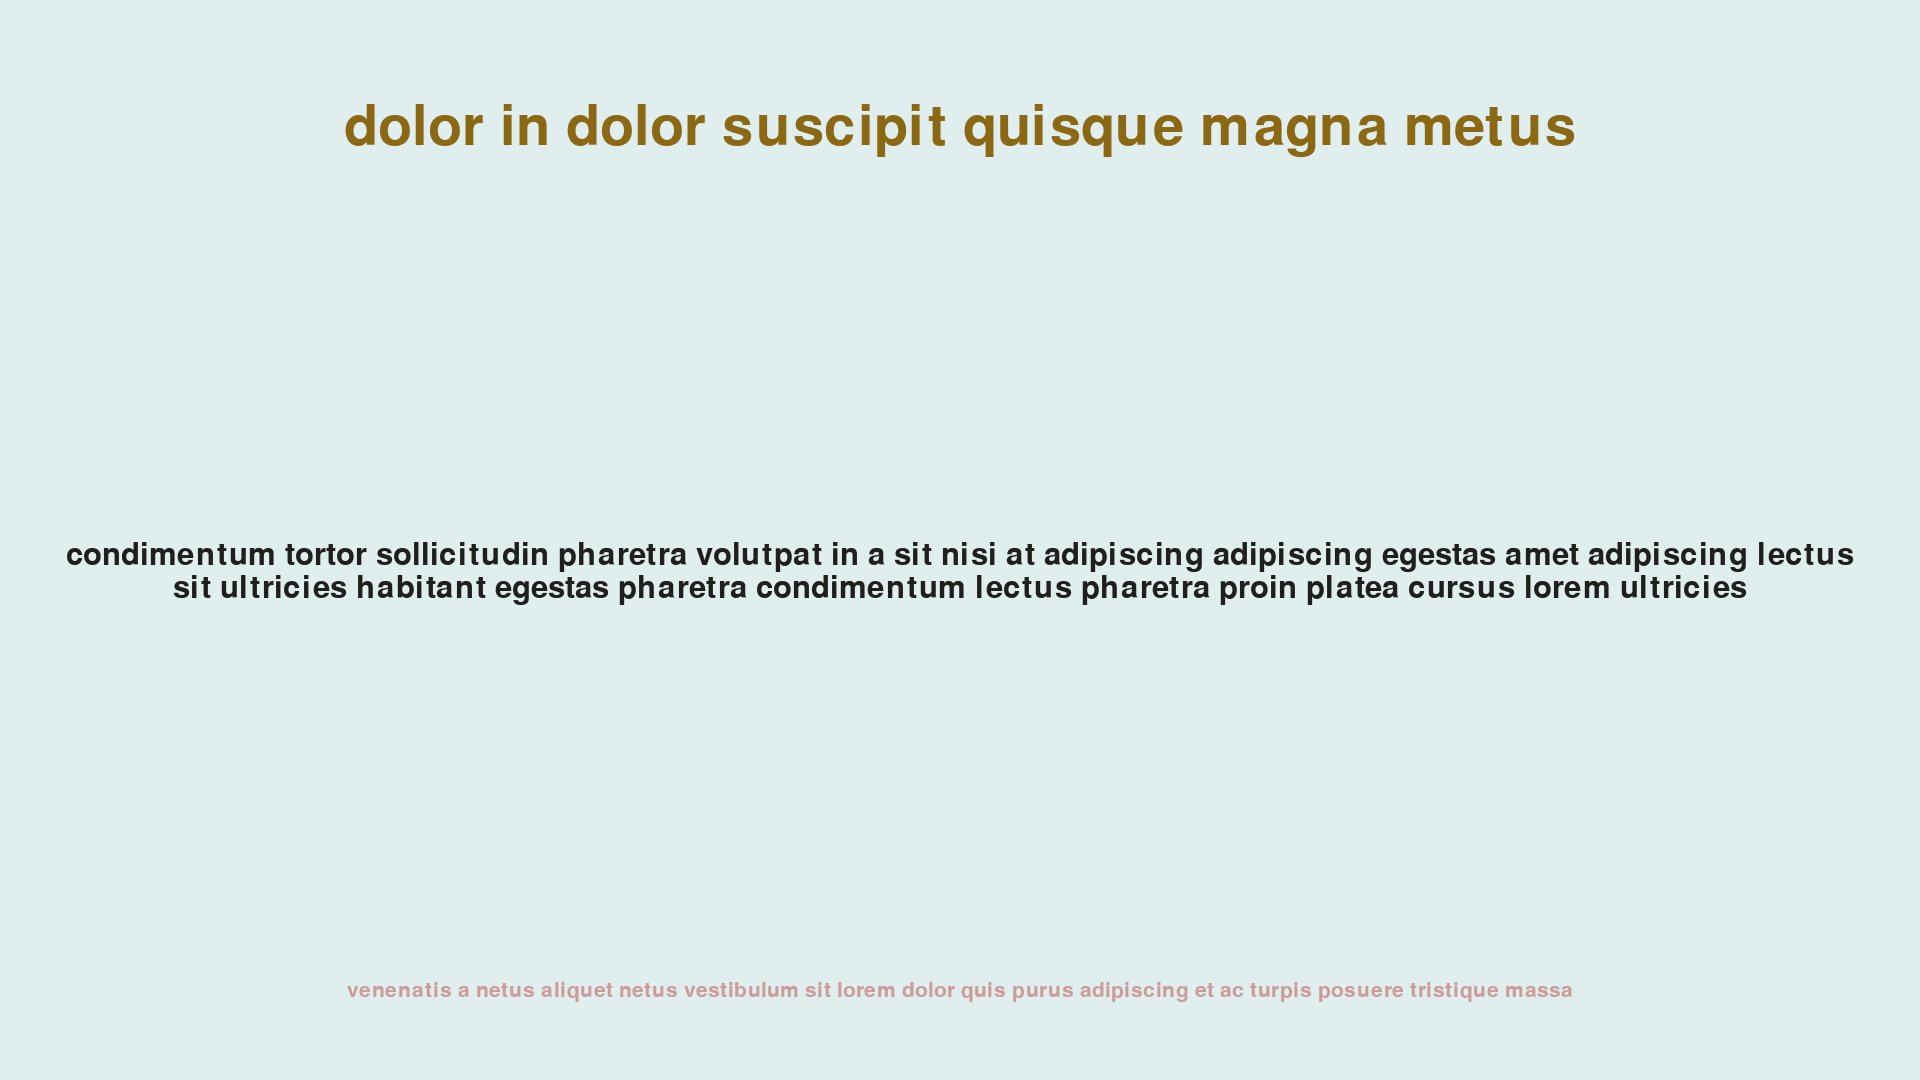 dolor in dolor suscipit quisque magna metus
condimentum tortor sollicitudin pharetra volutpat in a sit nisi at adipiscing adipiscing egestas amet adipiscing lectus
sit ultricies habitant egestas pharetra condimentum lectus pharetra proin platea cursus lorem ultricies
venenatis a netus aliquet netus vestibulum sit lorem dolor quis purus adipiscing et ac turpis posuere tristique massa